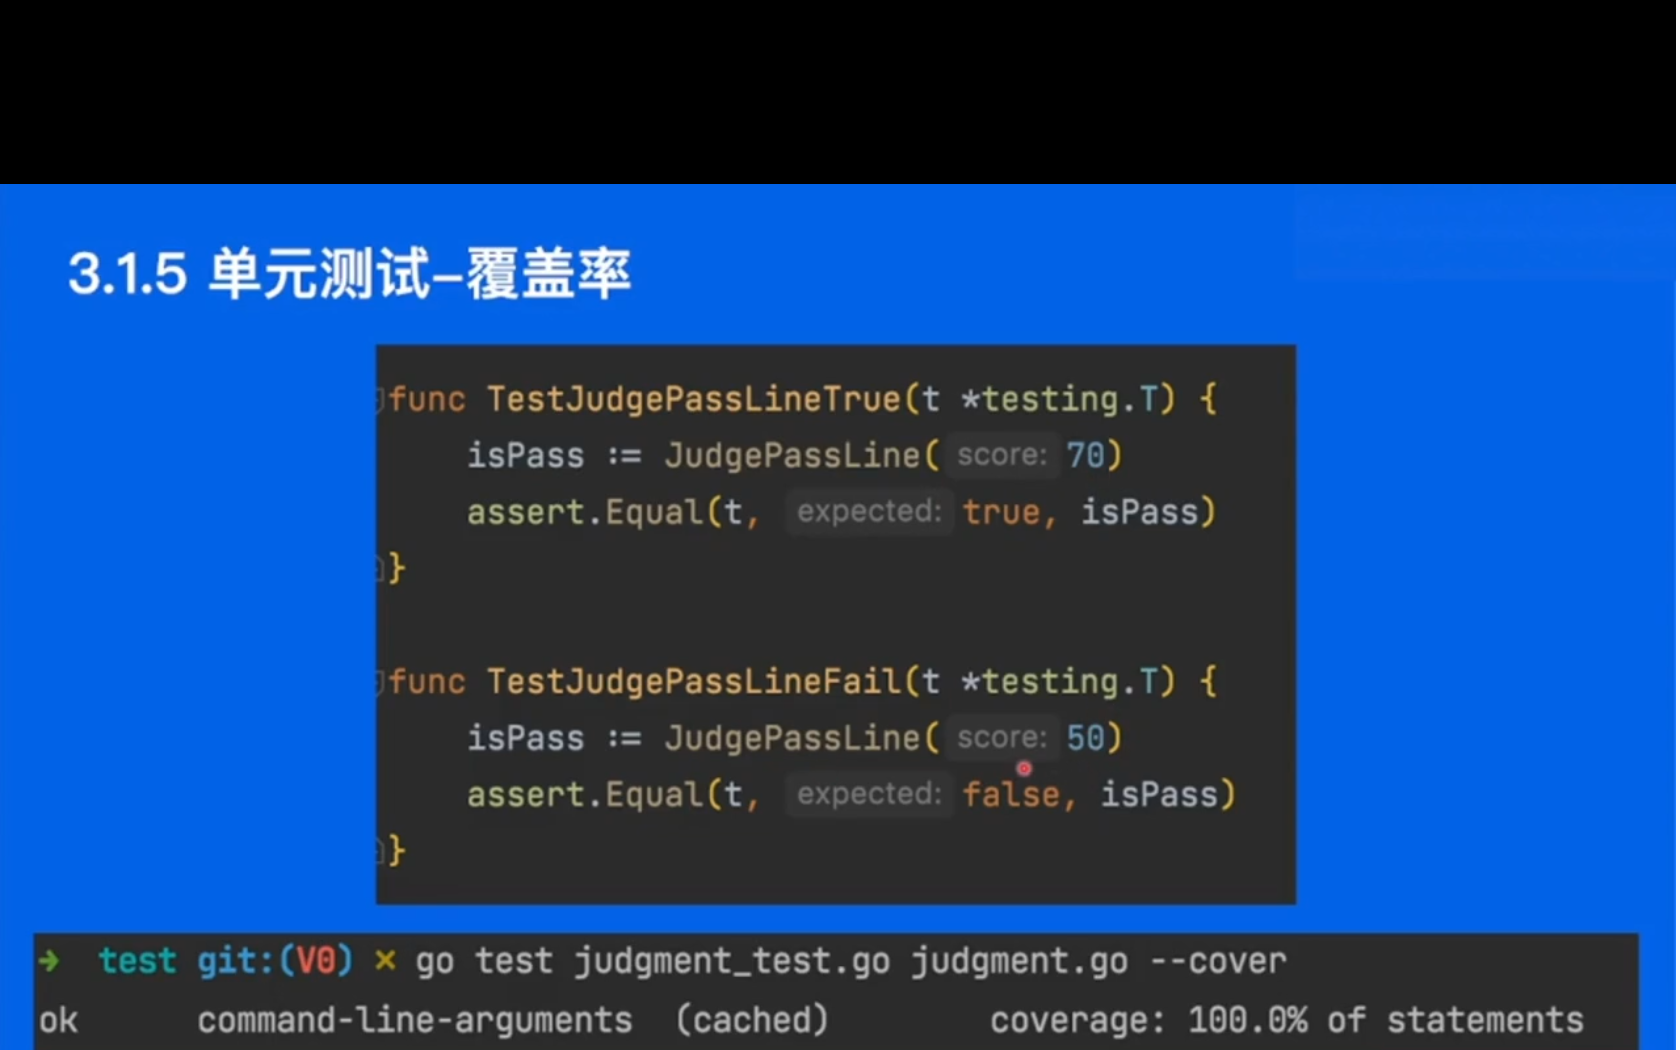 3.1.5 单元测试-覆盖率
func TestJudgePassLineTrue(t *testing.T) {
isPass := JudgePassLine( score: 70)
assert.Equal(t, expected: true, isPass)
}
func TestJudgePassLineFail(t *testing.T) {
isPass := JudgePassLine( score: 50)
assert.Equal(t, expected: false, isPass)
}
➜ test git:(V0) ✗ go test judgment_test.go judgment.go --cover
ok command-line-arguments (cached) coverage: 100.0% of statements